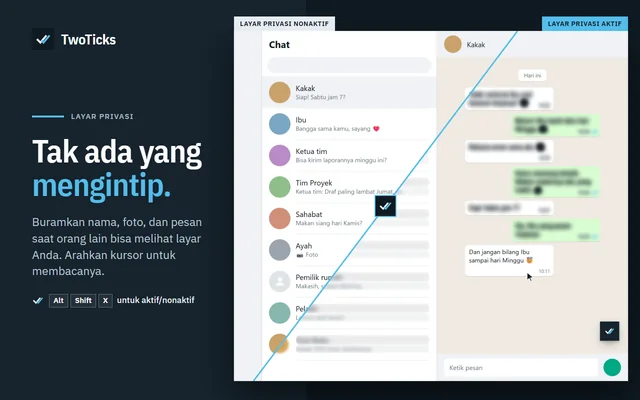 TwoTicks
LAYAR PRIVASI
Tak ada yang
mengintip.
Buramkan nama, foto, dan pesan
saat orang lain bisa melihat layar
Anda. Arahkan kursor untuk
membacanya.
Alt Shift X untuk aktif/nonaktif
LAYAR PRIVASI NONAKTIF
LAYAR PRIVASI AKTIF
Chat
Kakak
Siap! Sabtu jam 7?
Ibu
Bangga sama kamu, sayang ❤️
Ketua tim
Bisa kirim laporannya minggu ini?
Tim Proyek
Ketua tim: Draf paling lambat Jumat
Sahabat
Makan siang hari Kamis?
Ayah
📷 Foto
Pemilik
Makasih,
Kakak
Hari ini
Dan jangan bilang Ibu
sampai hari Minggu
10.11
Ketik pesan